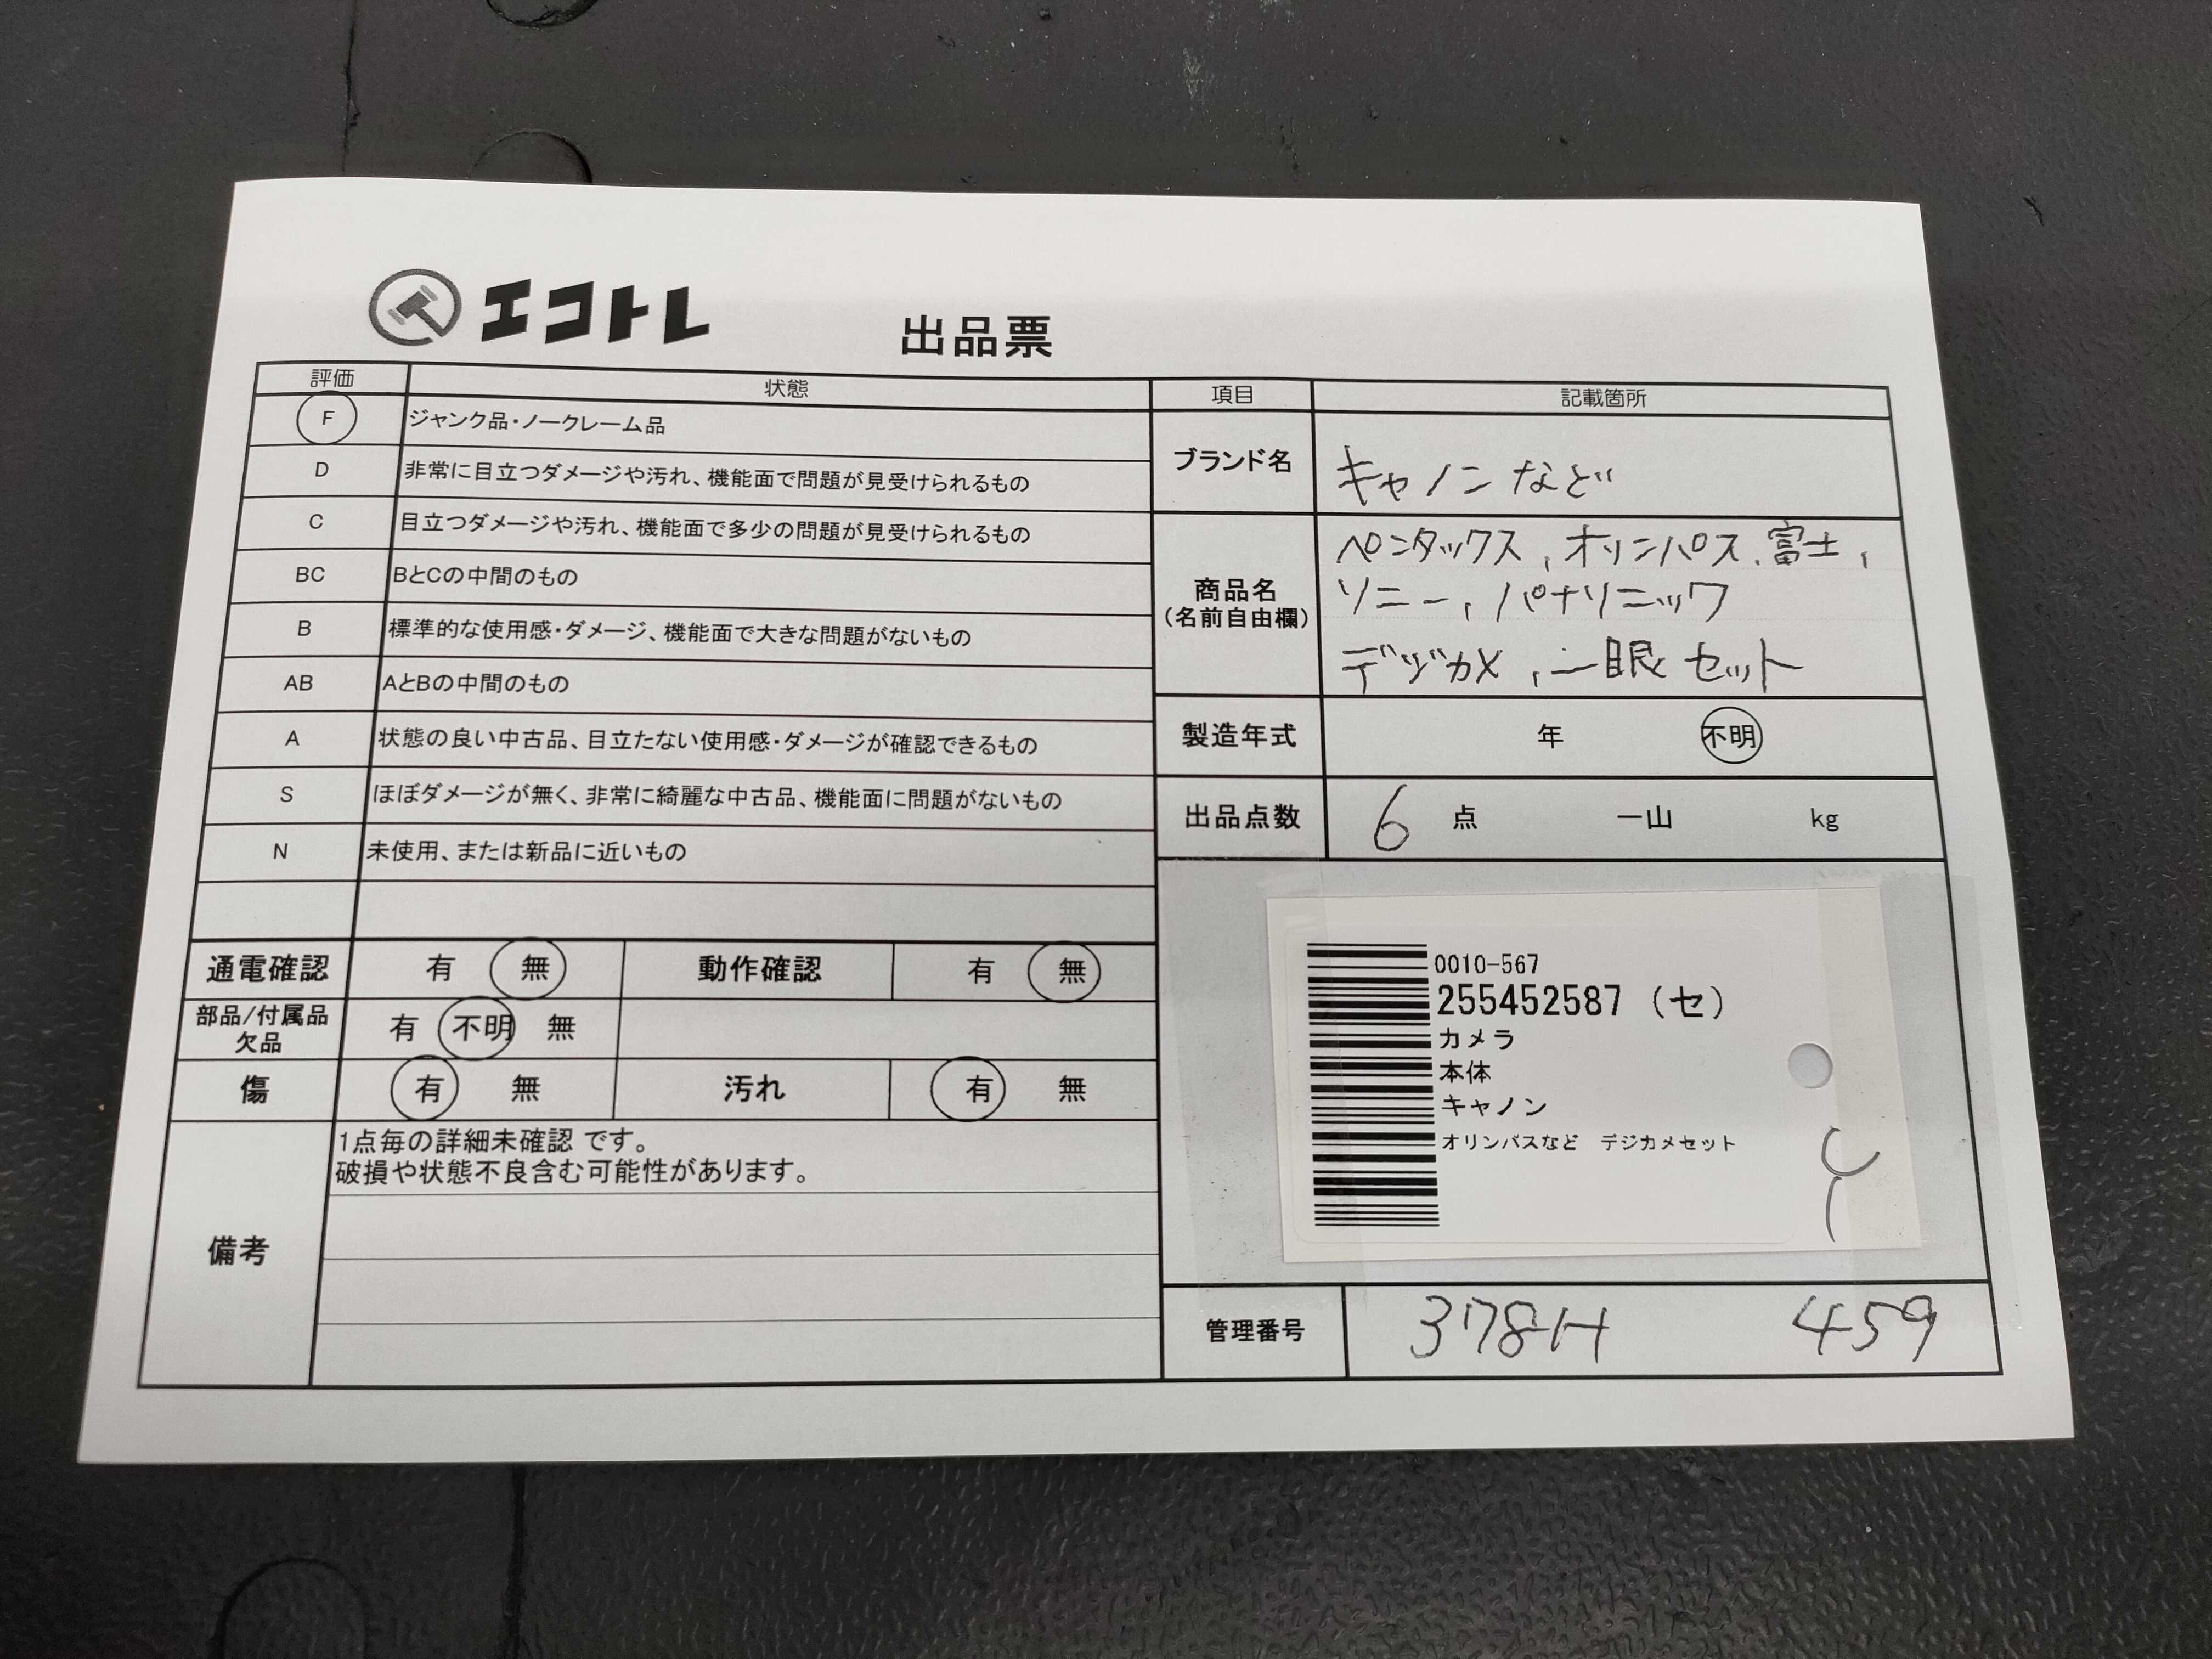 エコトレ
出品票
評価 状態
F ジャンク品・ノークレーム品
D 非常に目立つダメージや汚れ、機能面で問題が見受けられるもの
C 目立つダメージや汚れ、機能面で多少の問題が見受けられるもの
BC BとCの中間のもの
B 標準的な使用感・ダメージ、機能面で大きな問題がないもの
AB AとBの中間のもの
A 状態の良い中古品、目立たない使用感・ダメージが確認できるもの
S ほぼダメージが無く、非常に綺麗な中古品、機能面に問題がないもの
N 未使用、または新品に近いもの
通電確認 有 無 動作確認 有 無
部品/付属品
欠品
有 不明 無
傷 有 無 汚れ 有 無
備考
1点毎の詳細未確認 です。
破損や状態不良含む可能性があります。
項目 記載箇所
ブランド名 キャノンなど
商品名
(名前自由欄)
ペンタックス,オリンパス,富士,
ソニー,パナソニック
デジカメ,一眼セット
製造年式 年 不明
出品点数 6 点 一山 kg
0010-567
255452587 (セ)
カメラ
本体
キャノン
オリンパスなど デジカメセット
管理番号 378H 459